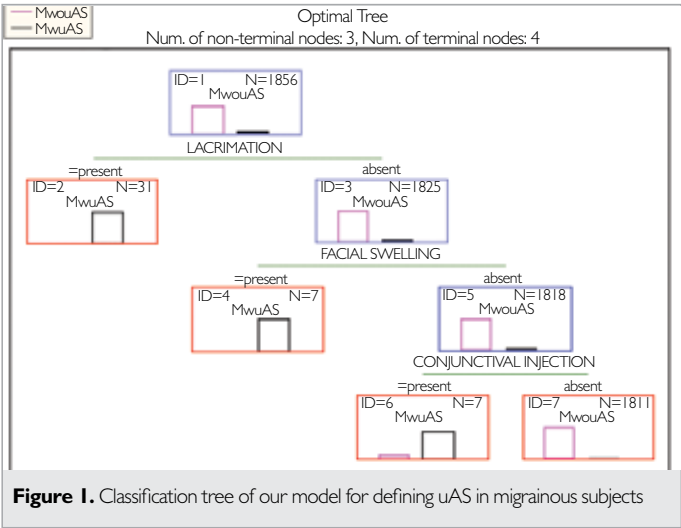 MwouAS
MwuAS
Optimal Tree
Num. of non-terminal nodes: 3, Num. of terminal nodes: 4
ID=1 N=1856
MwouAS
LACRIMATION
=present absent
ID=2 N=31
MwuAS
ID=3 N=1825
MwouAS
FACIAL SWELLING
=present absent
ID=4 N=7
MwuAS
ID=5 N=1818
MwouAS
CONJUNCTIVAL INJECTION
=present absent
ID=6 N=7
MwuAS
ID=7 N=1811
MwouAS
Figure 1. Classification tree of our model for defining uAS in migrainous subjects